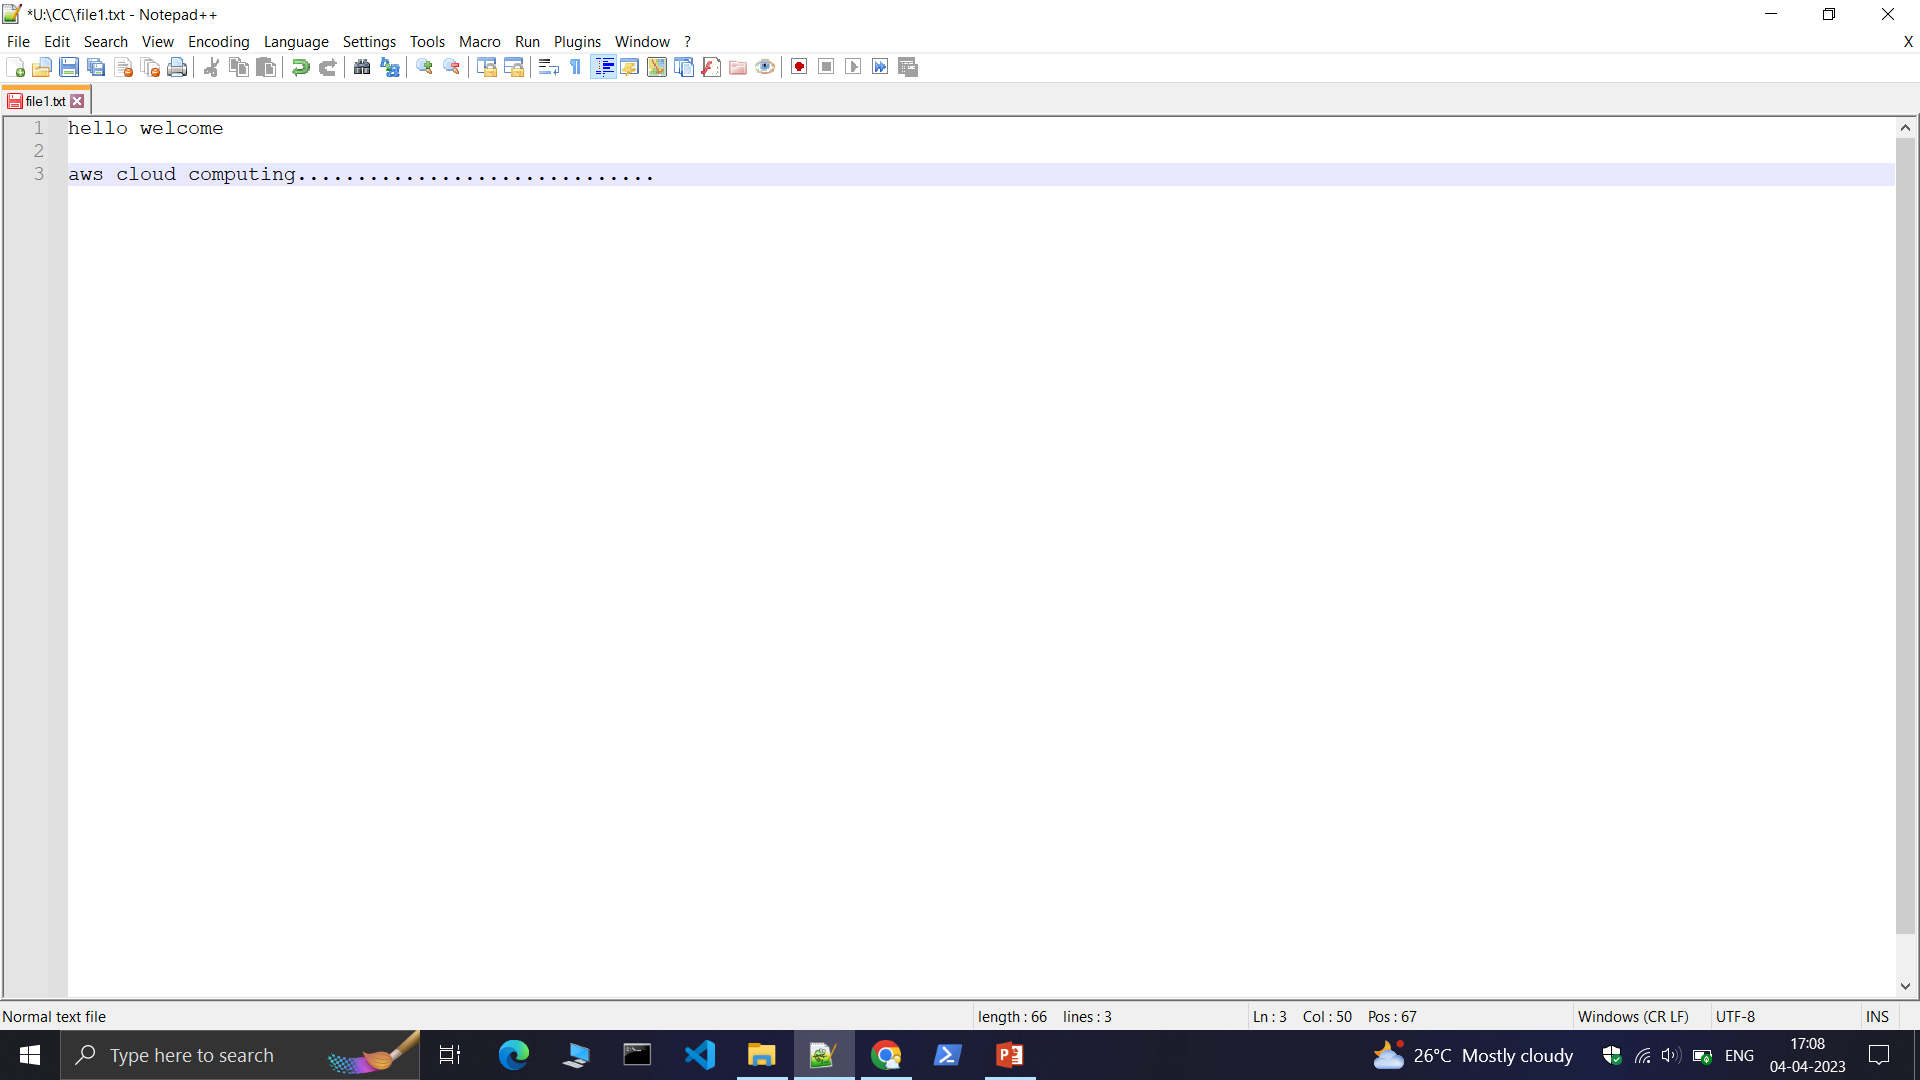 *U:\CC\file1.txt - Notepad++
File Edit Search View Encoding Language Settings Tools Macro Run Plugins Window ? X
file1.txt
1 hello welcome
2
3 aws cloud computing..............................
Normal text file length : 66 lines : 3 Ln : 3 Col : 50 Pos : 67 Windows (CR LF) UTF-8 INS
Type here to search 26°C Mostly cloudy ENG 17:08
04-04-2023